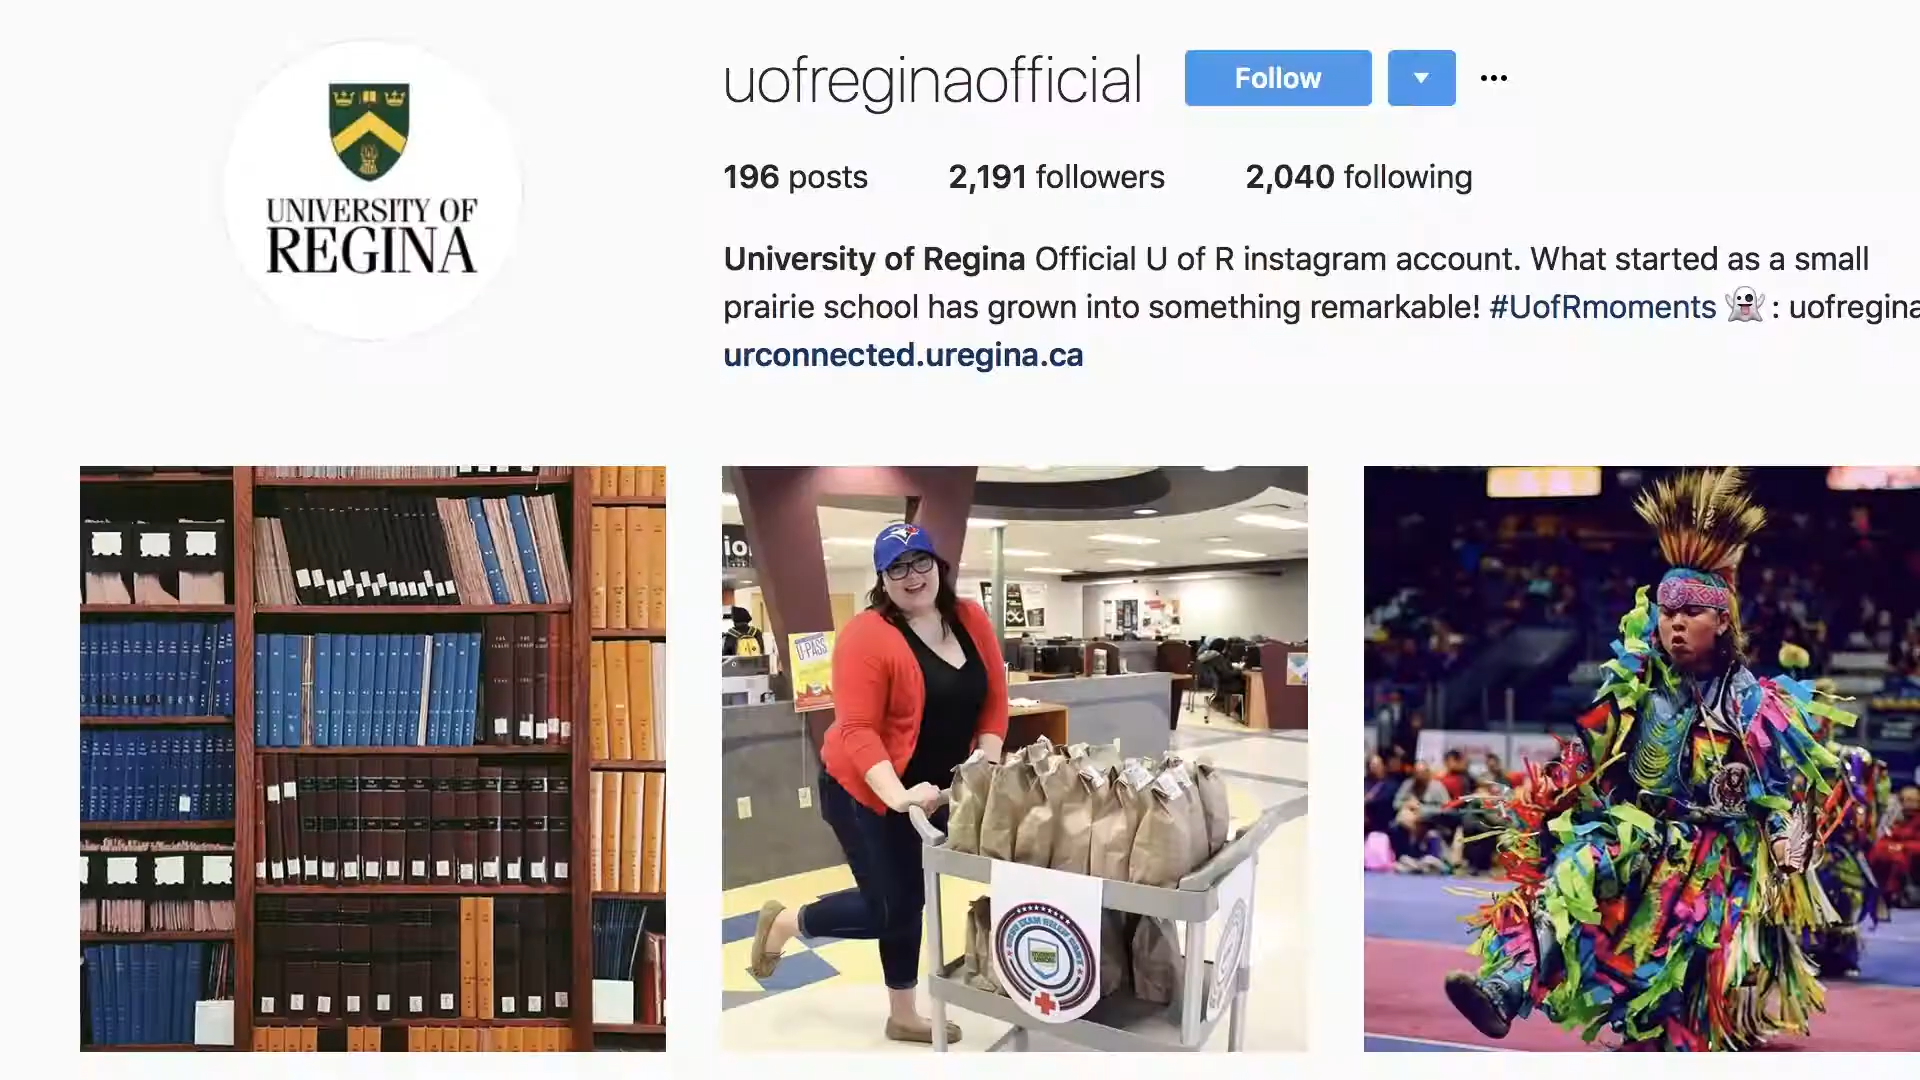 UNIVERSITY OF
REGINA
uofreginaofficial
Follow
196 posts 2,191 followers 2,040 following
University of Regina Official U of R instagram account. What started as a small
prairie school has grown into something remarkable! #UofRmoments 👻 : uofregina
urconnected.uregina.ca
U-PASS